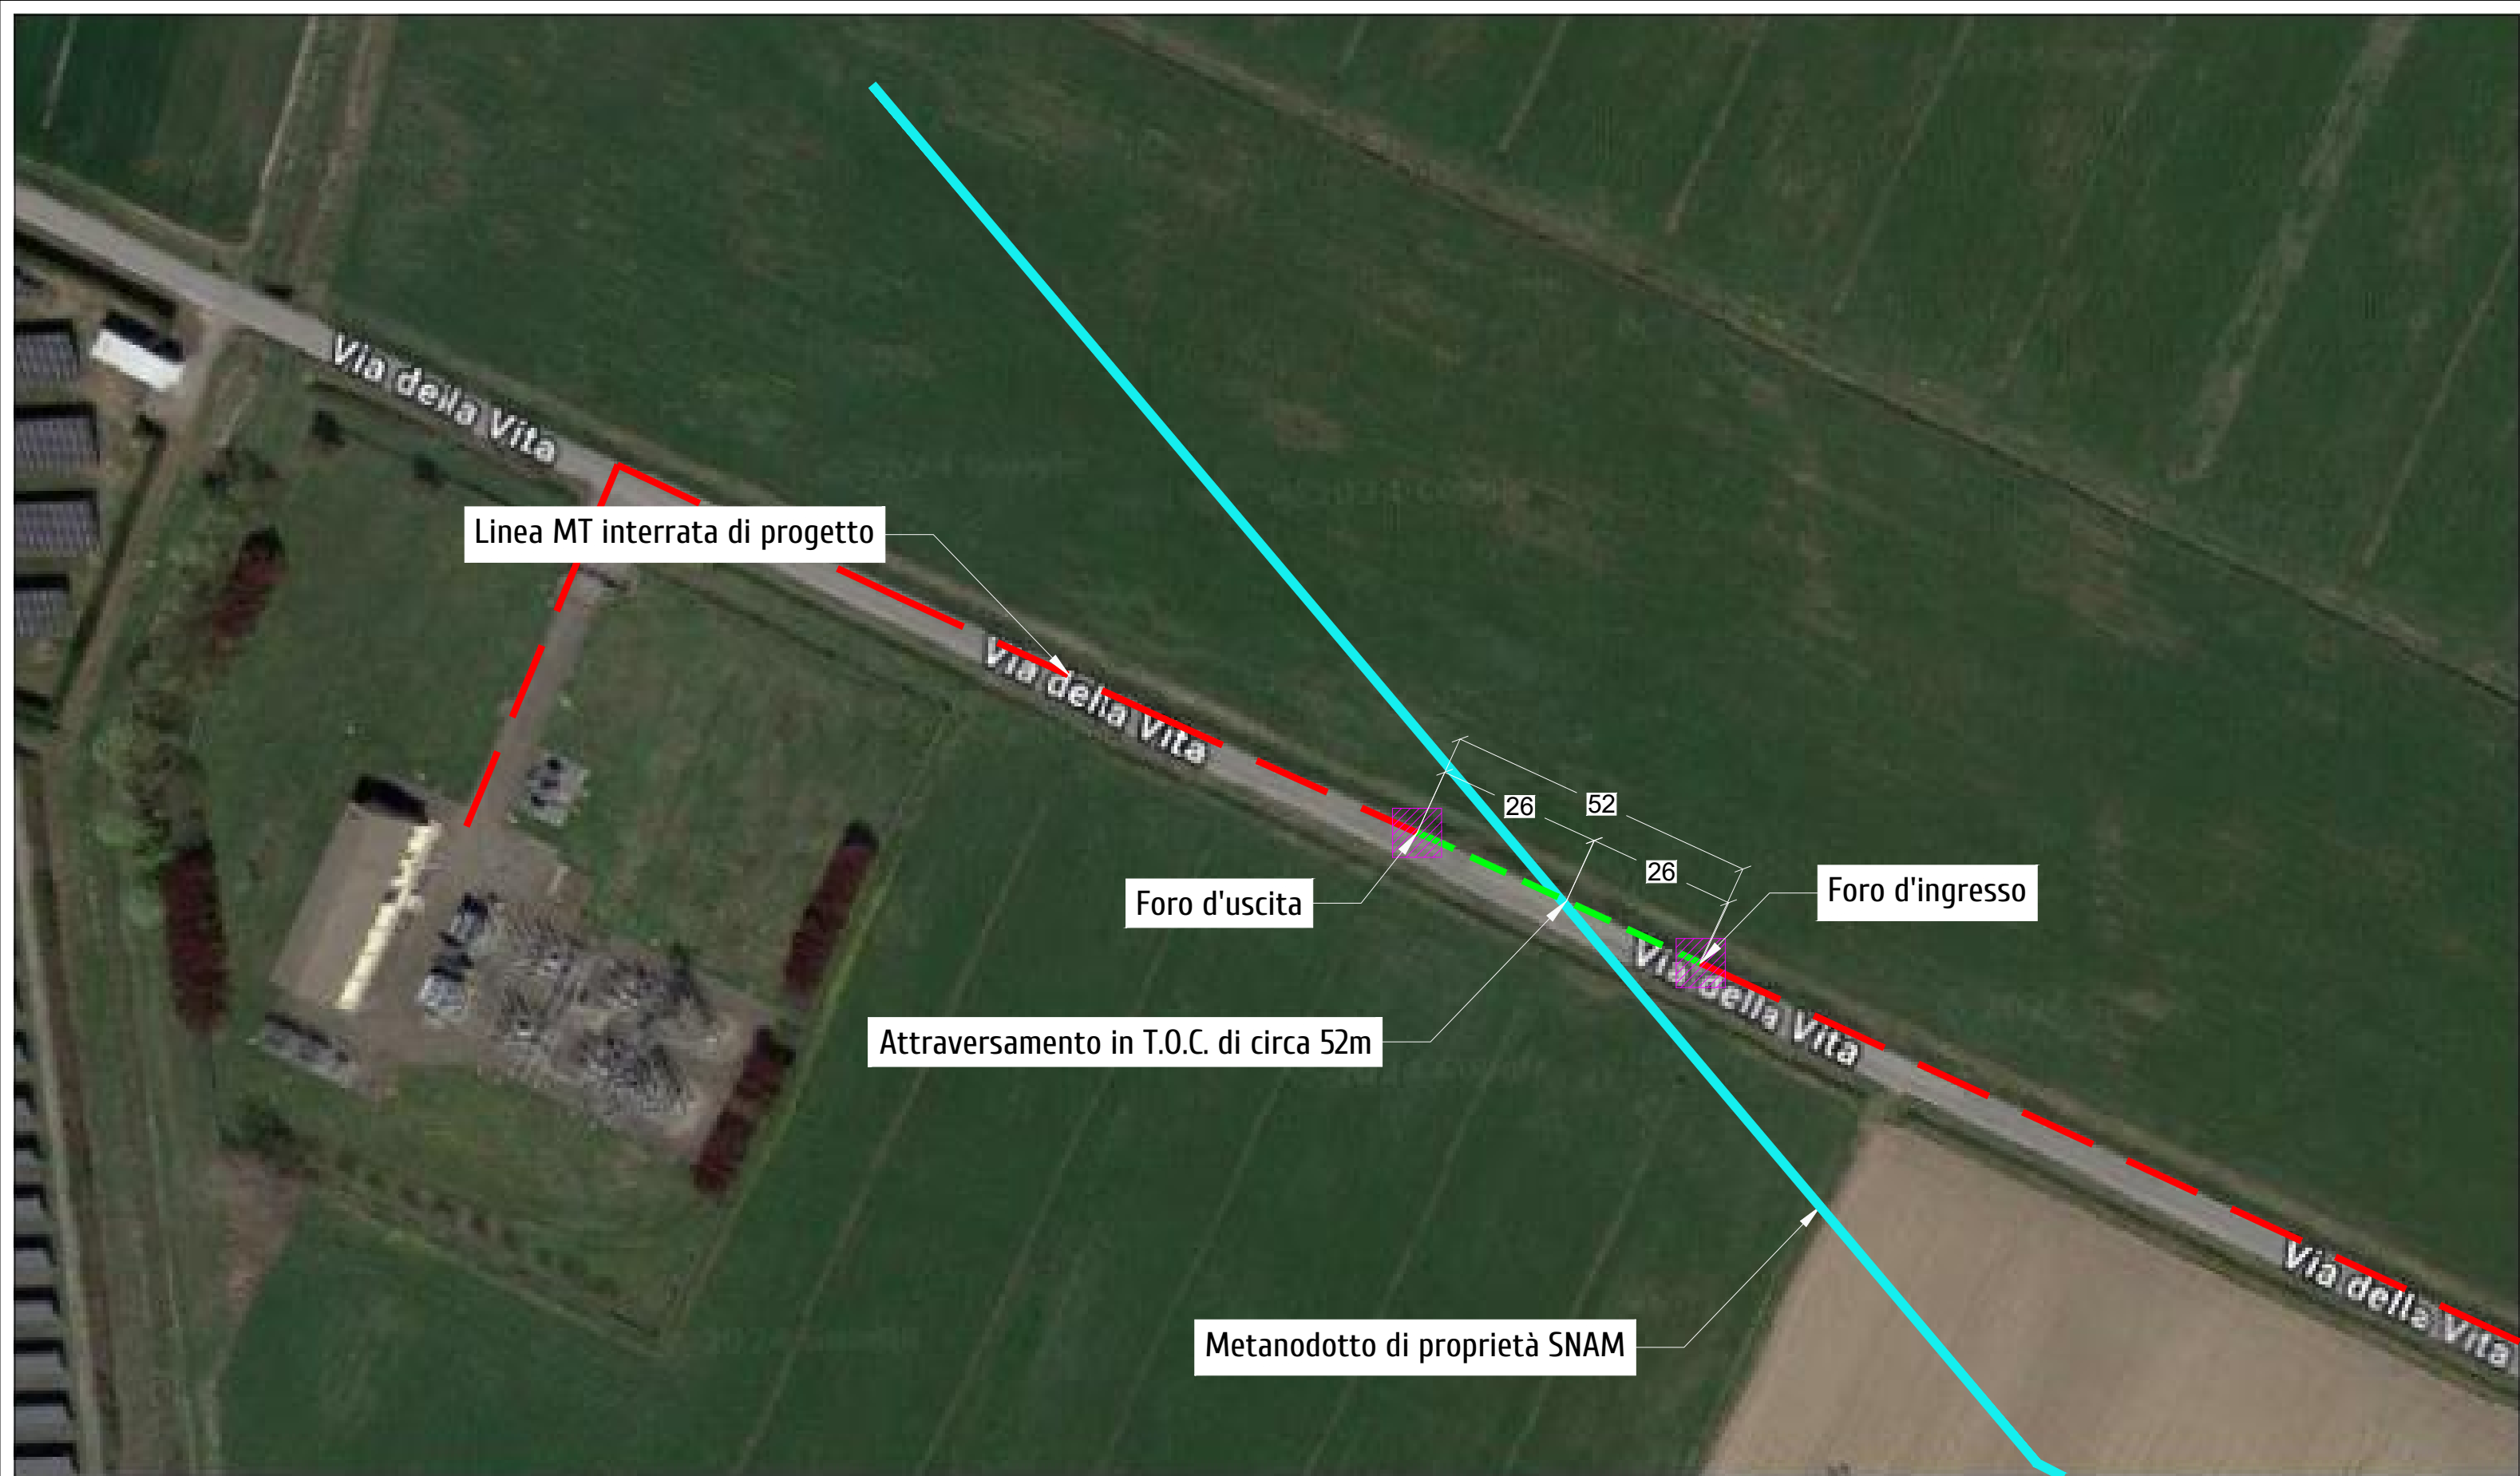 Via della Vita
Linea MT interrata di progetto
Via della Vita
26
52
26
Foro d'uscita
Foro d'ingresso
Via della Vita
Attraversamento in T.O.C. di circa 52m
Via della Vita
Metanodotto di proprietà SNAM